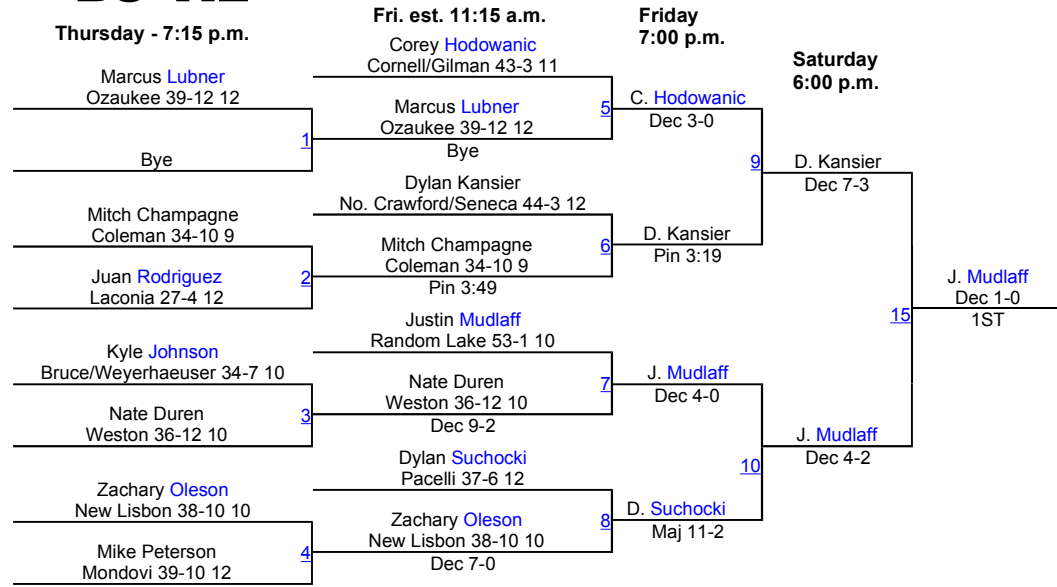 Thursday - 7:15 p.m.
Marcus Lubner
Ozaukee 39-12 12
1
Bye
Mitch Champagne
Coleman 34-10 9
Juan Rodriguez
Laconia 27-4 12
2
Kyle Johnson
Bruce/Weyerhaeuser 34-7 10
Nate Duren
Weston 36-12 10
3
Zachary Oleson
New Lisbon 38-10 10
Mike Peterson
Mondovi 39-10 12
4
Fri. est. 11:15 a.m.
Corey Hodowanic
Cornell/Gilman 43-3 11
Marcus Lubner
Ozaukee 39-12 12
Bye
5
Dylan Kansier
No. Crawford/Seneca 44-3 12
Mitch Champagne
Coleman 34-10 9
Pin 3:49
6
Justin Mudlaff
Random Lake 53-1 10
Nate Duren
Weston 36-12 10
Dec 9-2
7
Dylan Suchocki
Pacelli 37-6 12
Zachary Oleson
New Lisbon 38-10 10
Dec 7-0
8
Friday
7:00 p.m.
C. Hodowanic
Dec 3-0
9
D. Kansier
Pin 3:19
J. Mudlaff
Dec 4-0
10
D. Suchocki
Maj 11-2
Saturday
6:00 p.m.
D. Kansier
Dec 7-3
15
J. Mudlaff
Dec 4-2
J. Mudlaff
Dec 1-0
1ST